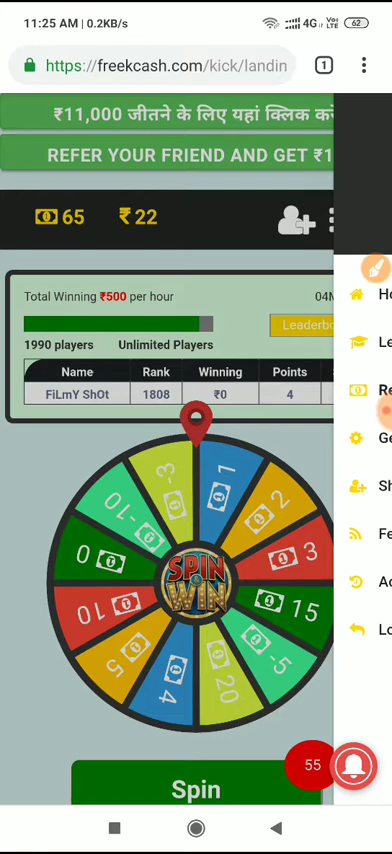 11:25 AM | 0.2KB/s
4G
Vo LTE
62
https://freekcash.com/kick/landin
1
₹11,000 जीतने के लिए यहां क्लिक करें
REFER YOUR FRIEND AND GET ₹1
65
₹ 22
Total Winning ₹500 per hour
04M
Leaderbo
1990 players
Unlimited Players
Name
Rank
Winning
Points
FiLmY ShOt
1808
₹0
4
-3
1
2
3
15
-5
20
4
5
10
0
-10
SPIN
WIN
Spin
Ho
Le
Re
Ge
Sh
Fe
Ac
Lo
55